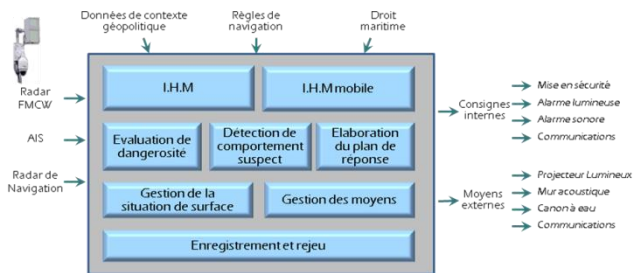 Données de contexte
géopolitique
Règles de
navigation
Droit
maritime
Radar
FMCW
AIS
Radar de
Navigation
I.H.M
I.H.M mobile
Evaluation de
dangerosité
Détection de
comportement
suspect
Elaboration
du plan de
réponse
Gestion de la
situation de surface
Gestion des moyens
Enregistrement et rejeu
Consignes
internes
Mise en sécurité
Alarme lumineuse
Alarme sonore
Communications
Moyens
externes
Projecteur Lumineux
Mur acoustique
Canon à eau
Communications